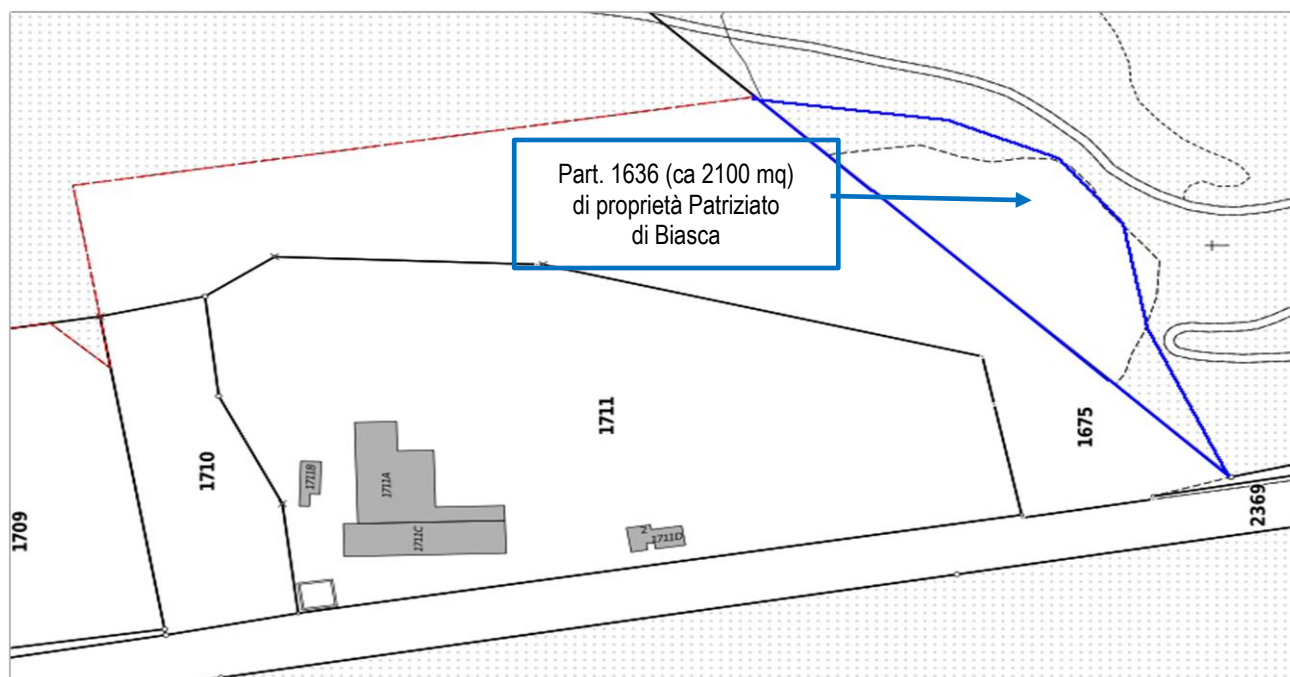 Part. 1636 (ca 2100 mq)
di proprietà Patriziato
di Biasca
1711
1675
1710
1711B
1711A
1709
2369
1711C
2
1711D